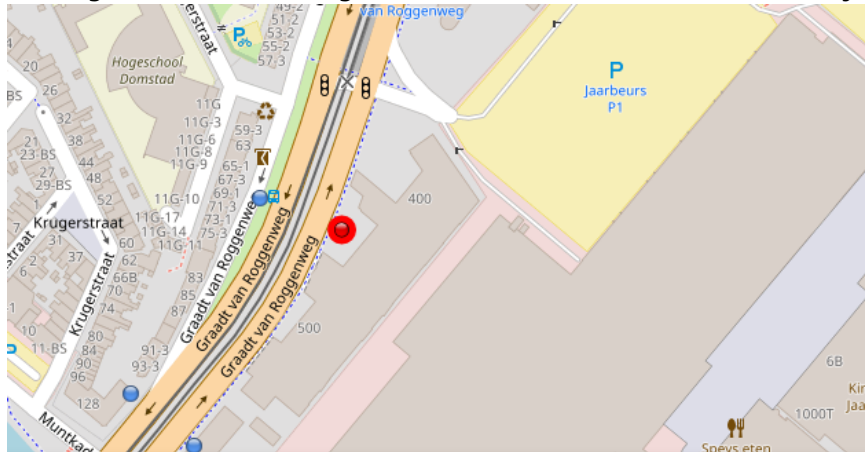 van Roggenweg
49-2
51-2
53-2
55-2
57-3
P
Hogeschool
Domstad
P
Jaarbeurs
P1
20
26
32
38
44
48
52
21
23-BS
27
29-BS
1
31
37
11G
11G-3
11G-6
11G-8
11G-9
11G-10
11G-17
11G-14
11G-11
59-3
63
65-1
67-3
69-1
71-3
73-1
75-3
83
85
87
91-3
93-3
400
500
Krugerstraat
Krugerstraat
60
62
66B
70
74
80
84
90
96
128
6
2
10
11-BS
P
Graadt van Roggenweg
Graadt van Roggenweg
Graadt van Roggenweg
6B
1000T
Speys eten